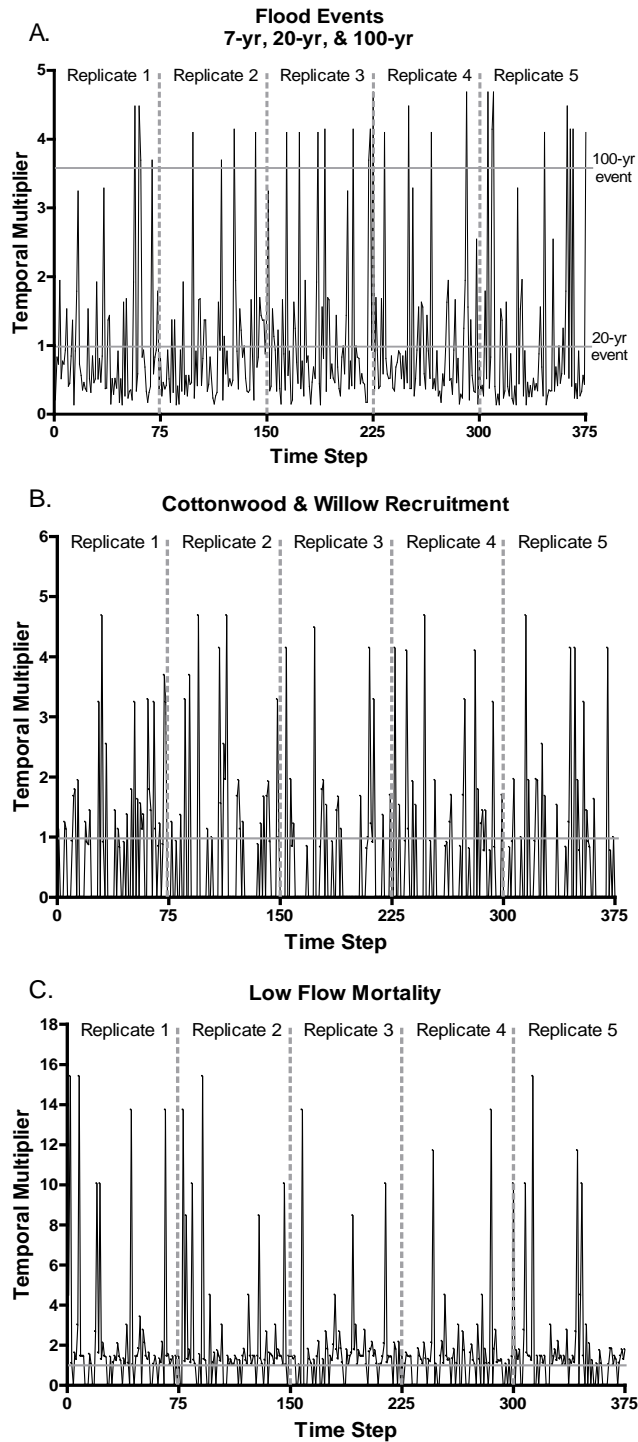 A.
Flood Events
7-yr, 20-yr, & 100-yr
Temporal Multiplier
5
4
3
2
1
0
Replicate 1 Replicate 2 Replicate 3 Replicate 4 Replicate 5
100-yr
event
20-yr
event
0 75 150 225 300 375
Time Step
B.
Cottonwood & Willow Recruitment
Temporal Multiplier
6
5
4
3
2
1
0
Replicate 1 Replicate 2 Replicate 3 Replicate 4 Replicate 5
0 75 150 225 300 375
Time Step
C.
Low Flow Mortality
Temporal Multiplier
18
16
14
12
10
8
6
4
2
0
Replicate 1 Replicate 2 Replicate 3 Replicate 4 Replicate 5
0 75 150 225 300 375
Time Step